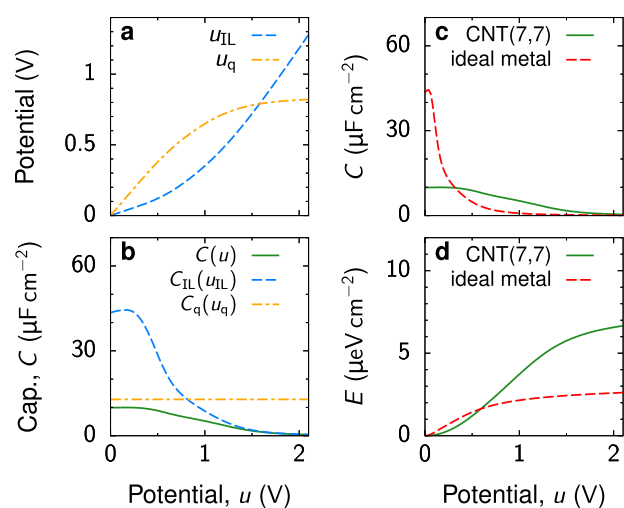 a
u_IL
u_q
Potential (V)
1
0.5
0
b
C(u)
C_IL(u_IL)
C_q(u_q)
Cap., C (µF cm⁻²)
60
30
0
0 1 2
Potential, u (V)
c
CNT(7,7)
ideal metal
C (µF cm⁻²)
60
30
0
d
CNT(7,7)
ideal metal
E (µeV cm⁻²)
10
5
0
0 1 2
Potential, u (V)